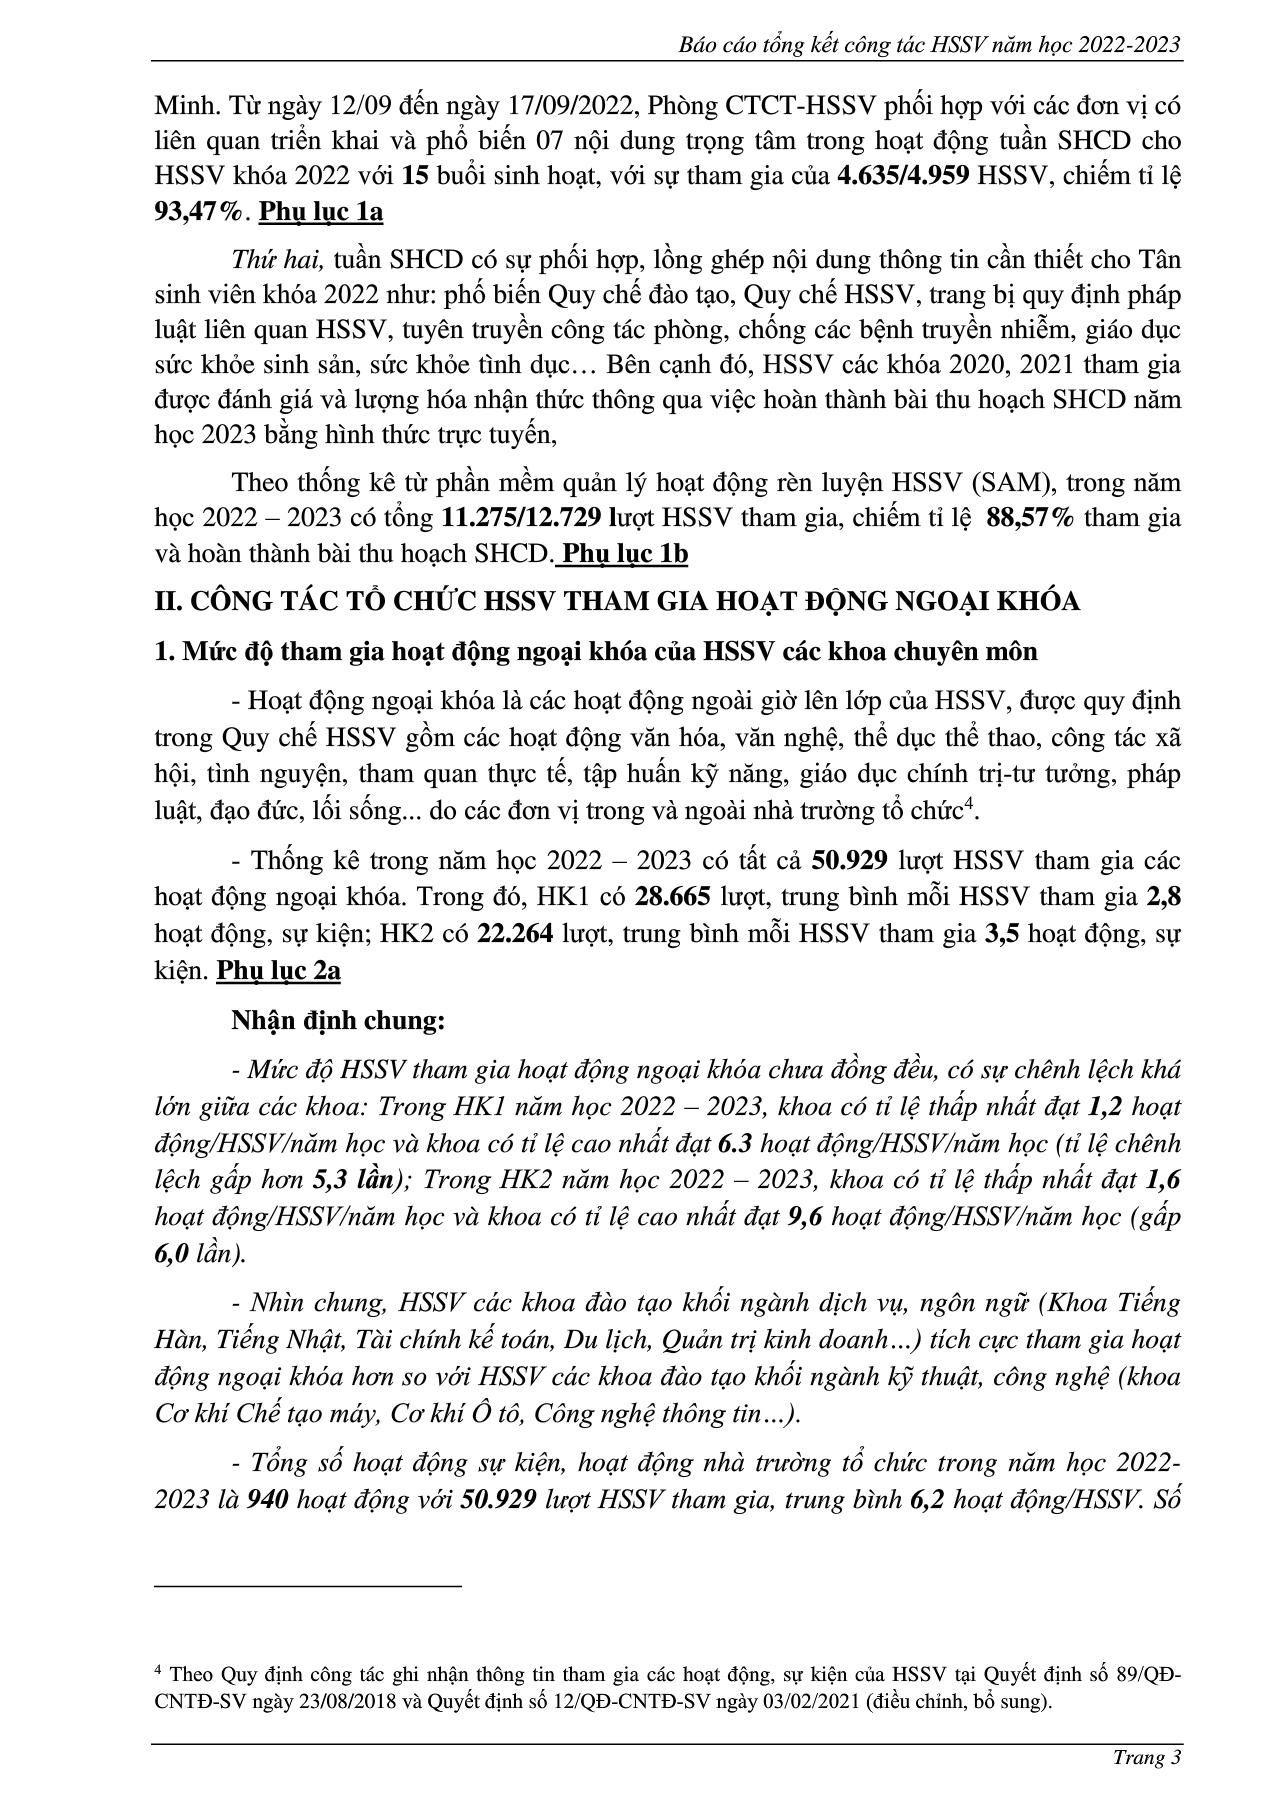 Báo cáo tổng kết công tác HSSV năm học 2022-2023
Minh. Từ ngày 12/09 đến ngày 17/09/2022, Phòng CTCT-HSSV phối hợp với các đơn vị có
liên quan triển khai và phổ biến 07 nội dung trọng tâm trong hoạt động tuần SHCD cho
HSSV khóa 2022 với 15 buổi sinh hoạt, với sự tham gia của 4.635/4.959 HSSV, chiếm tỉ lệ
93,47%. Phụ lục 1a
Thứ hai, tuần SHCD có sự phối hợp, lồng ghép nội dung thông tin cần thiết cho Tân
sinh viên khóa 2022 như: phố biến Quy chế đào tạo, Quy chế HSSV, trang bị quy định pháp
luật liên quan HSSV, tuyên truyền công tác phòng, chống các bệnh truyền nhiễm, giáo dục
sức khỏe sinh sản, sức khỏe tình dục… Bên cạnh đó, HSSV các khóa 2020, 2021 tham gia
được đánh giá và lượng hóa nhận thức thông qua việc hoàn thành bài thu hoạch SHCD năm
học 2023 bằng hình thức trực tuyến,
Theo thống kê từ phần mềm quản lý hoạt động rèn luyện HSSV (SAM), trong năm
học 2022 – 2023 có tổng 11.275/12.729 lượt HSSV tham gia, chiếm tỉ lệ 88,57% tham gia
và hoàn thành bài thu hoạch SHCD. Phụ lục 1b
II. CÔNG TÁC TỔ CHỨC HSSV THAM GIA HOẠT ĐỘNG NGOẠI KHÓA
1. Mức độ tham gia hoạt động ngoại khóa của HSSV các khoa chuyên môn
- Hoạt động ngoại khóa là các hoạt động ngoài giờ lên lớp của HSSV, được quy định
trong Quy chế HSSV gồm các hoạt động văn hóa, văn nghệ, thể dục thể thao, công tác xã
hội, tình nguyện, tham quan thực tế, tập huấn kỹ năng, giáo dục chính trị-tư tưởng, pháp
luật, đạo đức, lối sống... do các đơn vị trong và ngoài nhà trường tổ chức⁴.
- Thống kê trong năm học 2022 – 2023 có tất cả 50.929 lượt HSSV tham gia các
hoạt động ngoại khóa. Trong đó, HK1 có 28.665 lượt, trung bình mỗi HSSV tham gia 2,8
hoạt động, sự kiện; HK2 có 22.264 lượt, trung bình mỗi HSSV tham gia 3,5 hoạt động, sự
kiện. Phụ lục 2a
Nhận định chung:
- Mức độ HSSV tham gia hoạt động ngoại khóa chưa đồng đều, có sự chênh lệch khá
lớn giữa các khoa: Trong HK1 năm học 2022 – 2023, khoa có tỉ lệ thấp nhất đạt 1,2 hoạt
động/HSSV/năm học và khoa có tỉ lệ cao nhất đạt 6.3 hoạt động/HSSV/năm học (tỉ lệ chênh
lệch gấp hơn 5,3 lần); Trong HK2 năm học 2022 – 2023, khoa có tỉ lệ thấp nhất đạt 1,6
hoạt động/HSSV/năm học và khoa có tỉ lệ cao nhất đạt 9,6 hoạt động/HSSV/năm học (gấp
6,0 lần).
- Nhìn chung, HSSV các khoa đào tạo khối ngành dịch vụ, ngôn ngữ (Khoa Tiếng
Hàn, Tiếng Nhật, Tài chính kế toán, Du lịch, Quản trị kinh doanh…) tích cực tham gia hoạt
động ngoại khóa hơn so với HSSV các khoa đào tạo khối ngành kỹ thuật, công nghệ (khoa
Cơ khí Chế tạo máy, Cơ khí Ô tô, Công nghệ thông tin…).
- Tổng số hoạt động sự kiện, hoạt động nhà trường tổ chức trong năm học 2022-
2023 là 940 hoạt động với 50.929 lượt HSSV tham gia, trung bình 6,2 hoạt động/HSSV. Số
⁴ Theo Quy định công tác ghi nhận thông tin tham gia các hoạt động, sự kiện của HSSV tại Quyết định số 89/QĐ-
CNTĐ-SV ngày 23/08/2018 và Quyết định số 12/QĐ-CNTĐ-SV ngày 03/02/2021 (điều chỉnh, bổ sung).
Trang 3